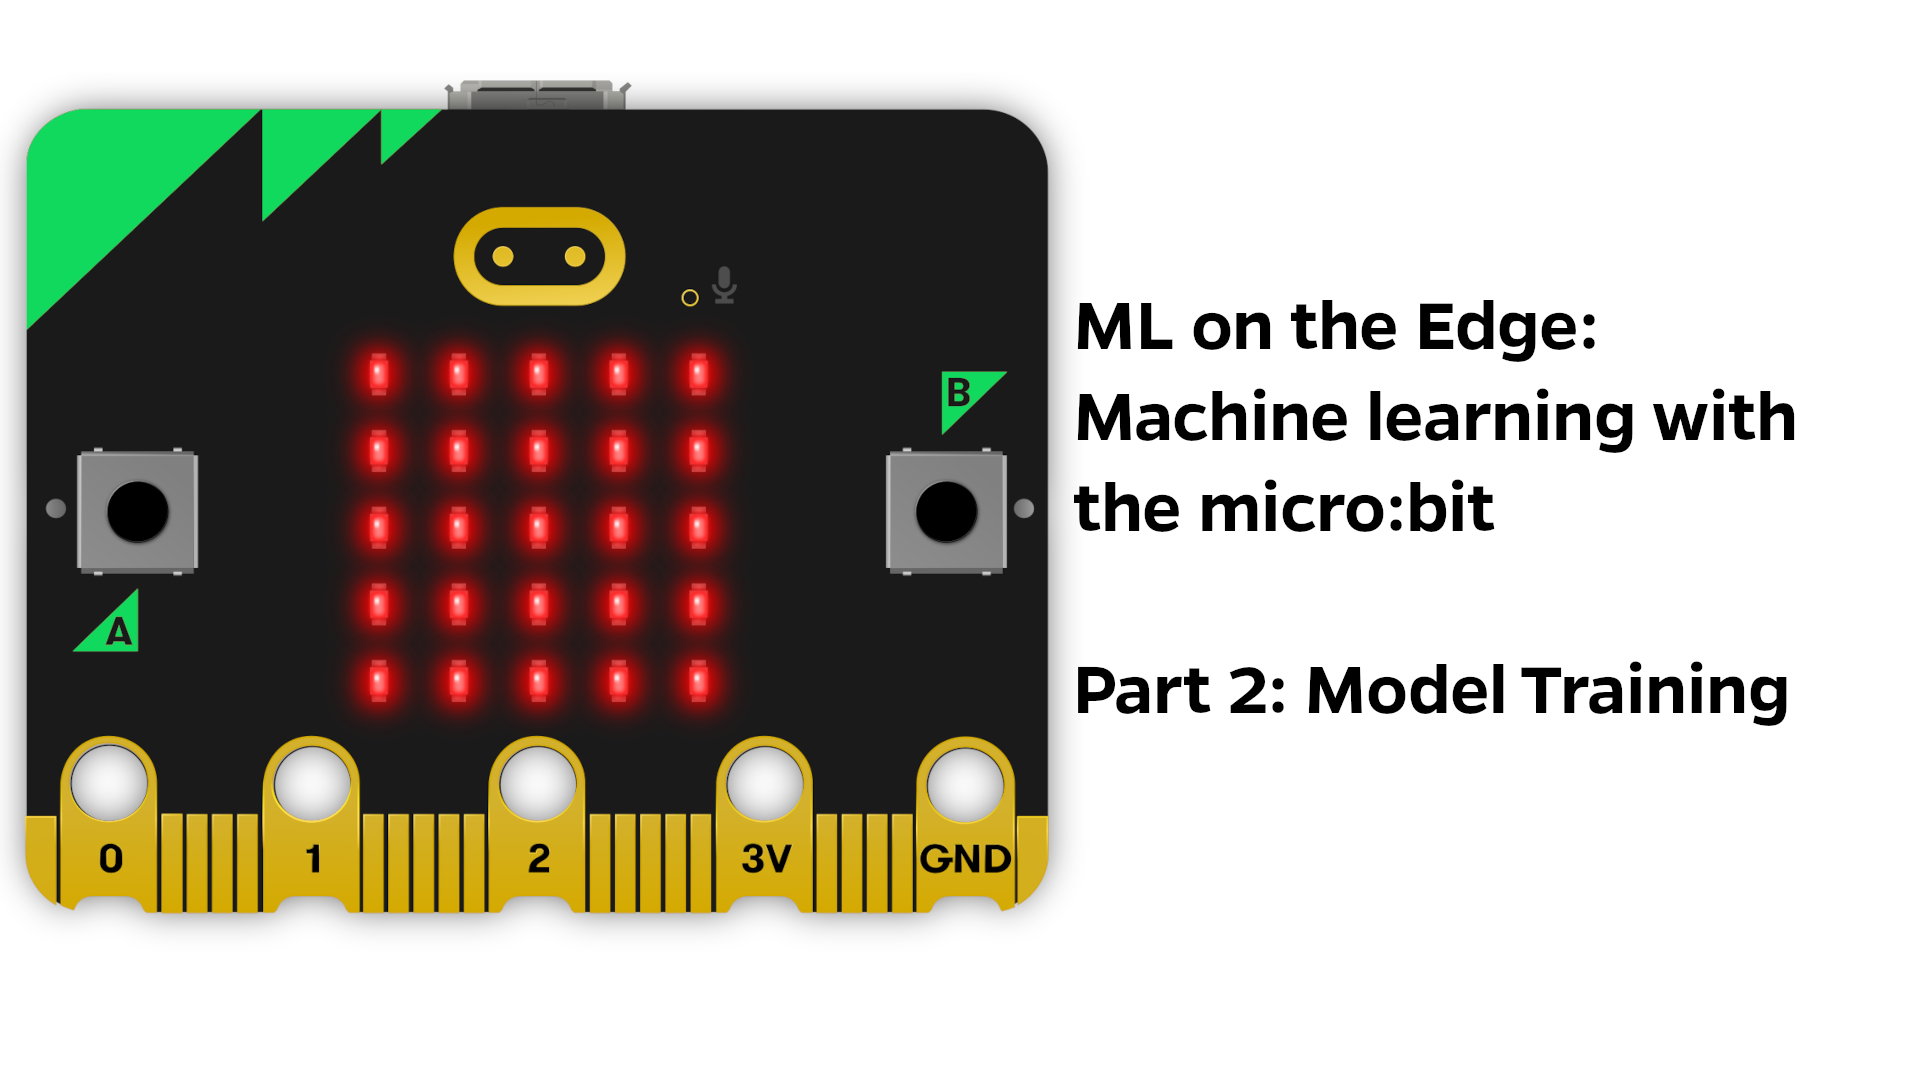 B
A
0 1 2 3V GND
ML on the Edge:
Machine learning with
the micro:bit
Part 2: Model Training